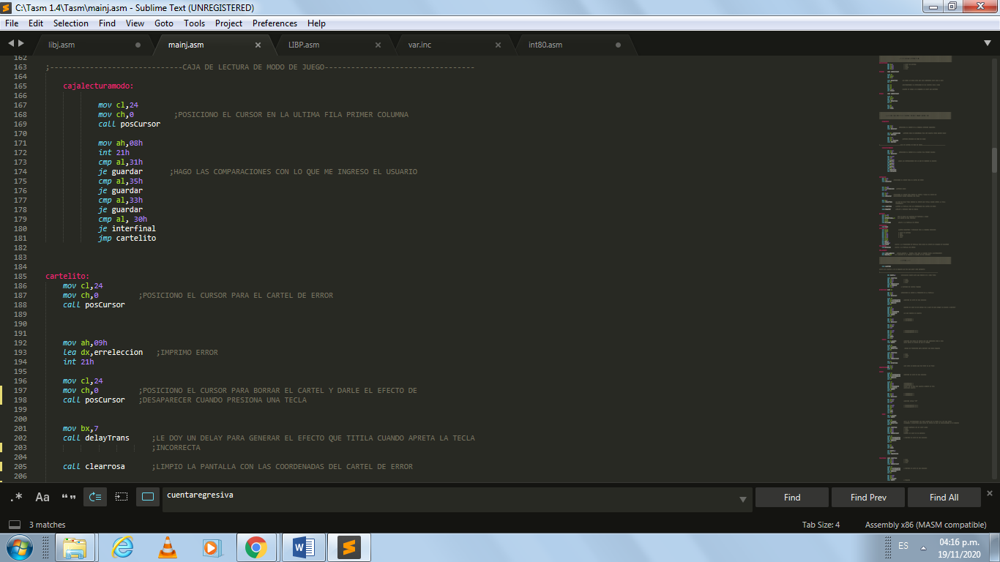 C:\Tasm 1.4\Tasm\mainj.asm - Sublime Text (UNREGISTERED)
File Edit Selection Find View Goto Tools Project Preferences Help
libj.asm mainj.asm LIBP.asm var.inc int80.asm
162
163 ;------------------------------CAJA DE LECTURA DE MODO DE JUEGO----------------------------------
164
165 cajalecturamodo:
166
167 mov cl,24
168 mov ch,0 ;POSICIONO EL CURSOR EN LA ULTIMA FILA PRIMER COLUMNA
169 call posCursor
170
171 mov ah,08h
172 int 21h
173 cmp al,31h
174 je guardar ;HAGO LAS COMPARACIONES CON LO QUE ME INGRESO EL USUARIO
175 cmp al,35h
176 je guardar
177 cmp al,33h
178 je guardar
179 cmp al, 30h
180 je interfinal
181 jmp cartelito
182
183
184
185 cartelito:
186 mov cl,24
187 mov ch,0 ;POSICIONO EL CURSOR PARA EL CARTEL DE ERROR
188 call posCursor
189
190
191
192 mov ah,09h
193 lea dx,erreleccion ;IMPRIMO ERROR
194 int 21h
195
196 mov cl,24
197 mov ch,0 ;POSICIONO EL CURSOR PARA BORRAR EL CARTEL Y DARLE EL EFECTO DE
198 call posCursor ;DESAPARECER CUANDO PRESIONA UNA TECLA
199
200
201 mov bx,7
202 call delayTrans ;LE DOY UN DELAY PARA GENERAR EL EFECTO QUE TITILA CUANDO APRETA LA TECLA
203 ;INCORRECTA
204
205 call clearrosa ;LIMPIO LA PANTALLA CON LAS COORDENADAS DEL CARTEL DE ERROR
206
.* Aa “” cuentaregresiva Find Find Prev Find All
3 matches Tab Size: 4 Assembly x86 (MASM compatible)
ES 04:16 p.m.
19/11/2020